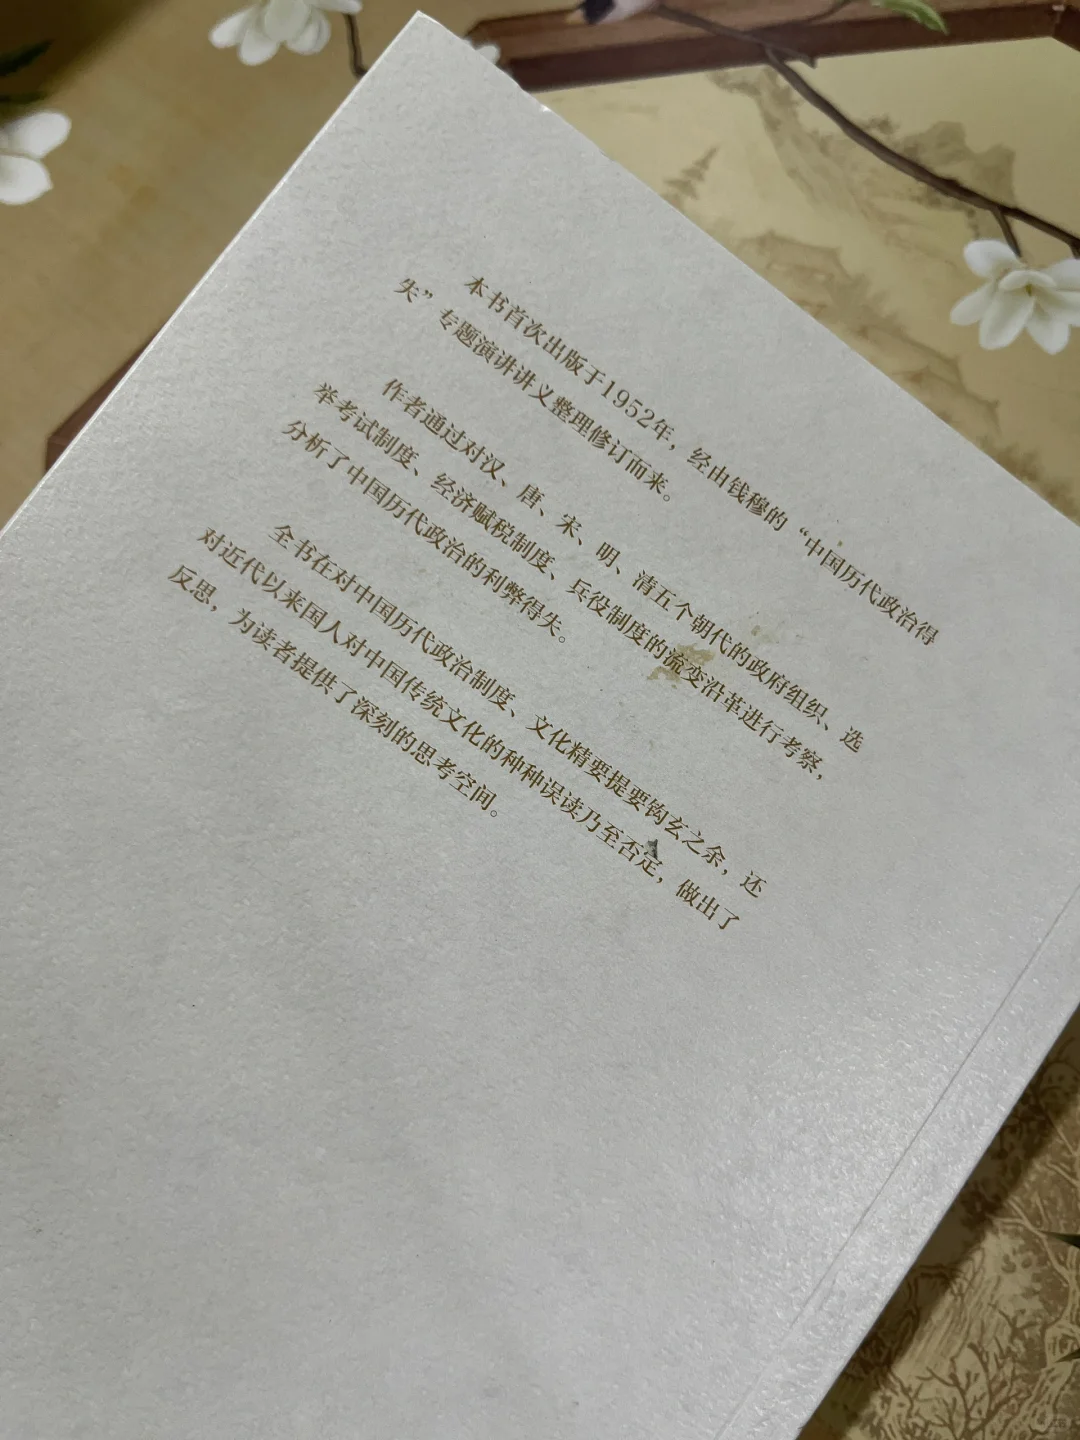 本书首次出版于1952年，经由钱穆的“中国历代政治得
失”专题演讲讲义整理修订而来。
作者通过对汉、唐、宋、明、清五个朝代的政府组织、选
举考试制度、经济赋税制度、兵役制度的流变沿革进行考察，
分析了中国历代政治的利弊得失。
全书在对中国历代政治制度、文化精要提要钩玄之余，还
对近代以来国人对中国传统文化的种种误读乃至否定，做出了
反思，为读者提供了深刻的思考空间。